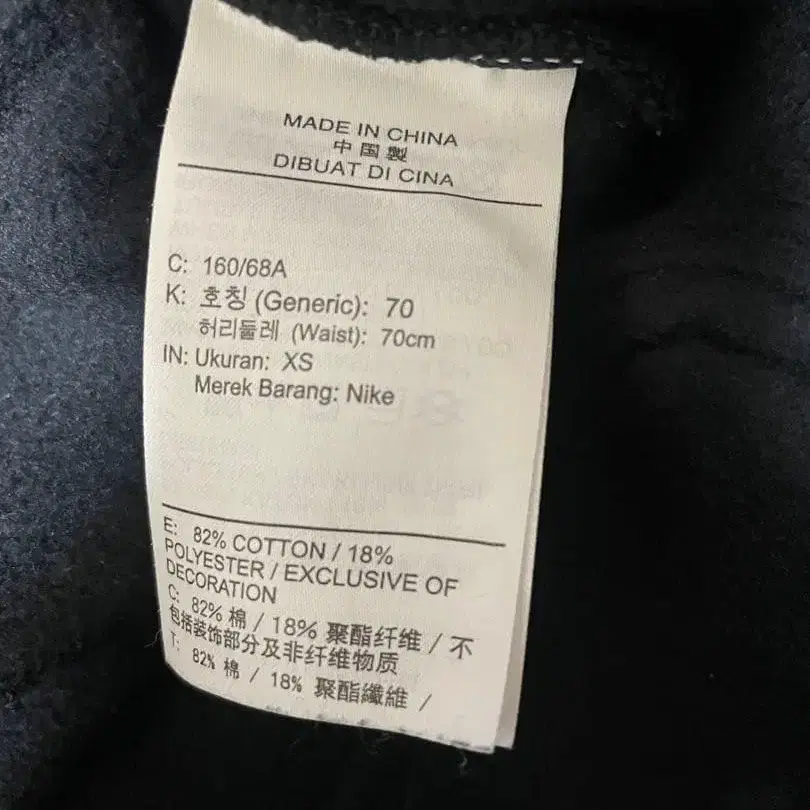 MADE IN CHINA
中国製
DIBUAT DI CINA
C: 160/68A
K: 호칭 (Generic): 70
허리둘레 (Waist): 70cm
IN: Ukuran: XS
Merek Barang: Nike
E: 82% COTTON / 18%
POLYESTER / EXCLUSIVE OF
DECORATION
C: 82% 棉 / 18% 聚酯纤维 / 不
包括装饰部分及非纤维物质
T: 82% 棉 / 18% 聚酯纖維 /